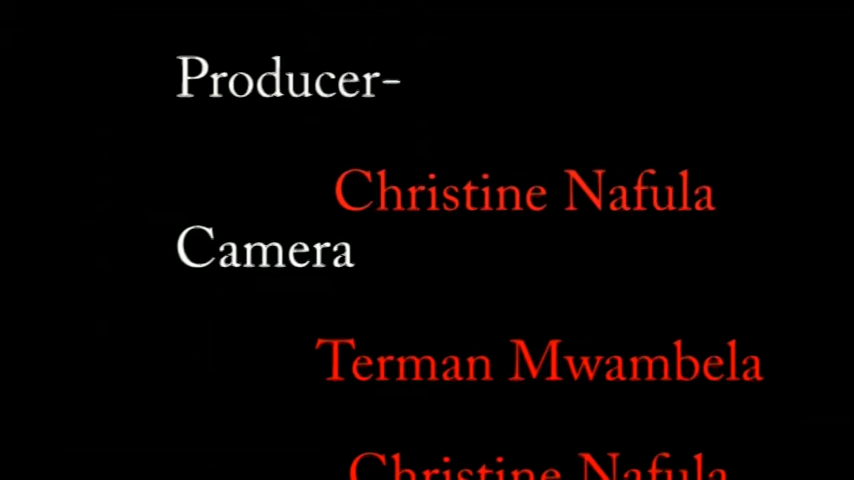 Producer-
Christine Nafula
Camera
Terman Mwambela
Christine Nafula